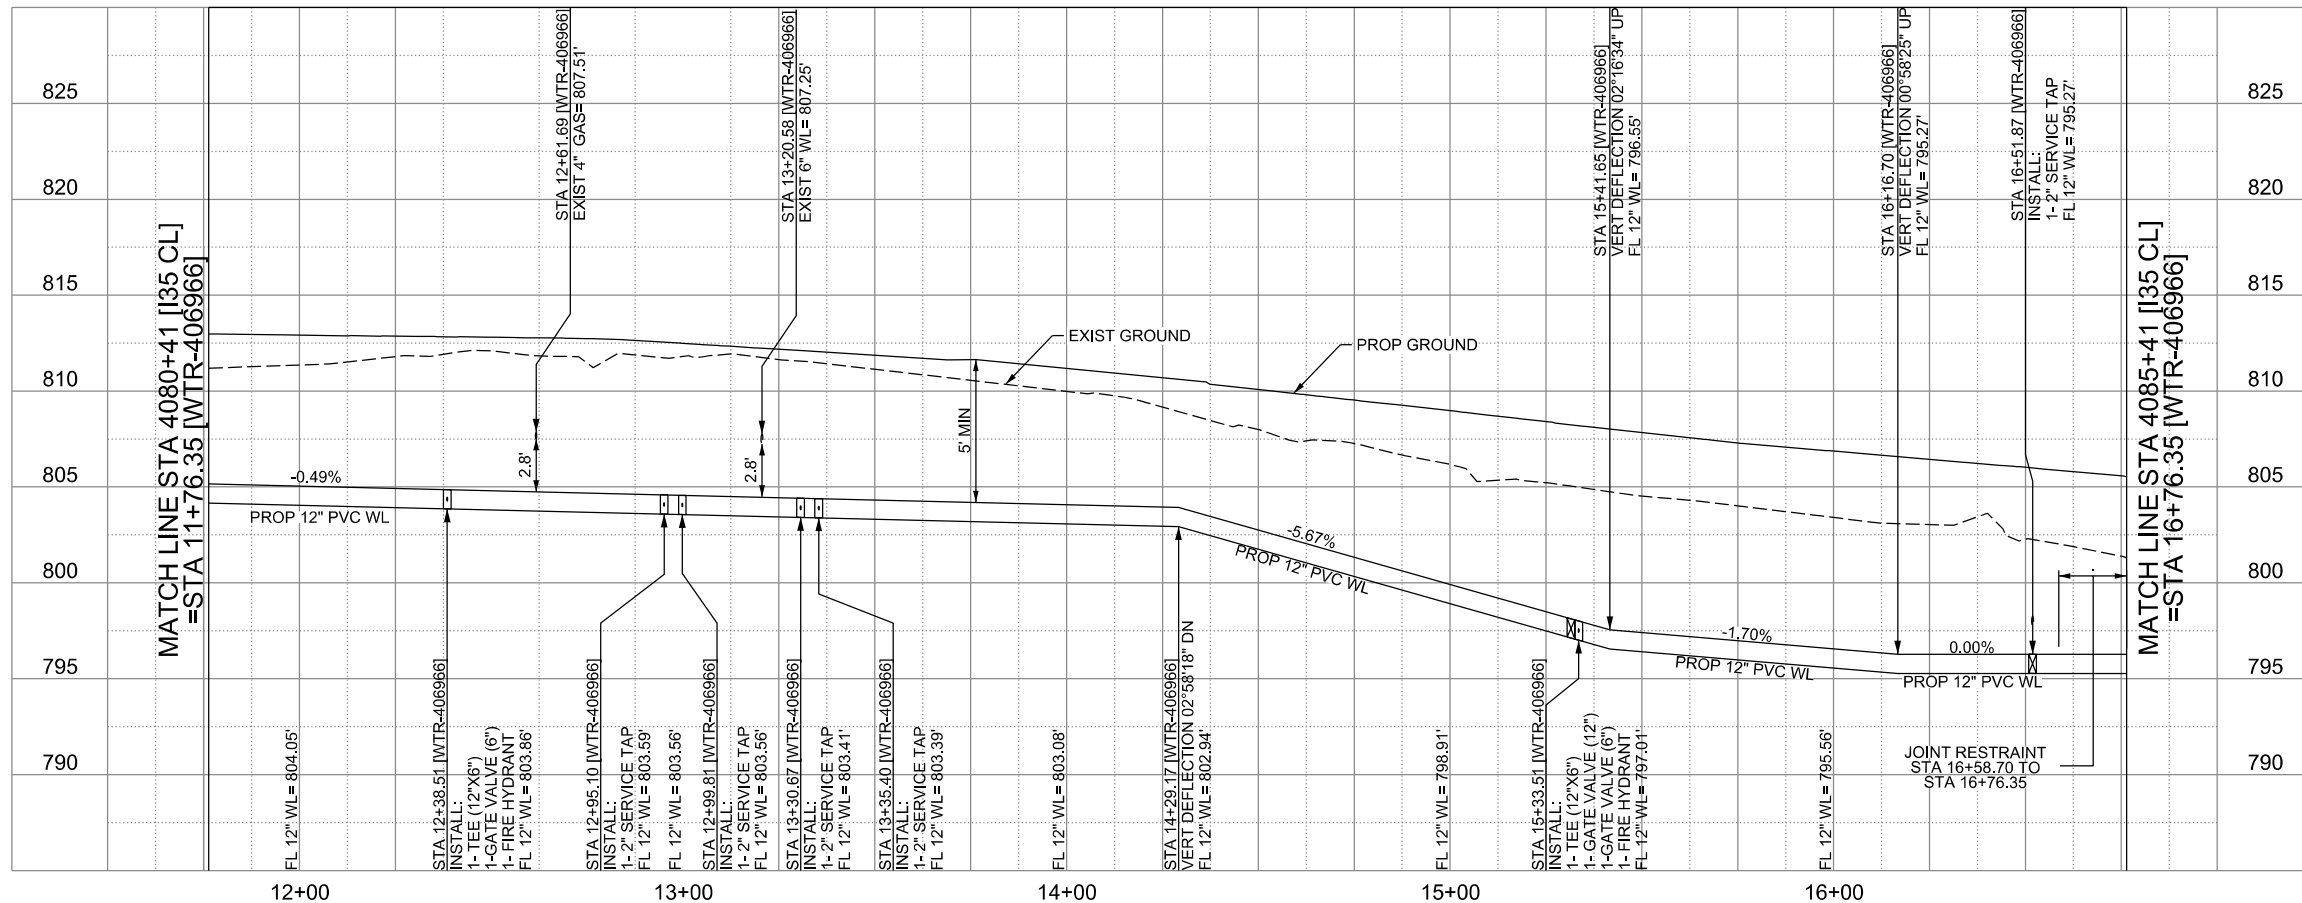 825
820
815
810
805
800
795
790
MATCH LINE STA 4080+41 [I35 CL]
=STA 11+76.35 [WTR-406966]
STA 12+61.69 [WTR-406966]
EXIST 4" GAS= 807.51'
STA 13+20.58 [WTR-406966]
EXIST 6" WL= 807.25'
STA 15+41.65 [WTR-406966]
VERT DEFLECTION 02°16'34" UP
FL 12" WL= 796.55'
STA 16+16.70 [WTR-406966]
VERT DEFLECTION 00°58'25" UP
FL 12" WL= 795.27'
STA 16+51.87 [WTR-406966]
INSTALL:
1- 2" SERVICE TAP
FL 12" WL= 795.27'
EXIST GROUND
PROP GROUND
5' MIN
2.8'
2.8'
-0.49%
PROP 12" PVC WL
-5.67%
PROP 12" PVC WL
-1.70%
PROP 12" PVC WL
0.00%
PROP 12" PVC WL
FL 12" WL= 804.05'
STA 12+38.51 [WTR-406966]
INSTALL:
1- TEE (12"X6")
1-GATE VALVE (6")
1- FIRE HYDRANT
FL 12" WL= 803.86'
STA 12+95.10 [WTR-406966]
INSTALL:
1- 2" SERVICE TAP
FL 12" WL= 803.59'
FL 12" WL= 803.56'
STA 12+99.81 [WTR-406966]
INSTALL:
1- 2" SERVICE TAP
FL 12" WL= 803.56'
STA 13+30.67 [WTR-406966]
INSTALL:
1- 2" SERVICE TAP
FL 12" WL= 803.41'
STA 13+35.40 [WTR-406966]
INSTALL:
1- 2" SERVICE TAP
FL 12" WL= 803.39'
FL 12" WL= 803.08'
STA 14+29.17 [WTR-406966]
VERT DEFLECTION 02°58'18" DN
FL 12" WL= 802.94'
FL 12" WL= 798.91'
STA 15+33.51 [WTR-406966]
INSTALL:
1- TEE (12"X6")
1- GATE VALVE (12")
1-GATE VALVE (6")
1- FIRE HYDRANT
FL 12" WL= 797.01'
FL 12" WL= 795.56'
JOINT RESTRAINT
STA 16+58.70 TO
STA 16+76.35
MATCH LINE STA 4085+41 [I35 CL]
=STA 16+76.35 [WTR-406966]
825
820
815
810
805
800
795
790
12+00
13+00
14+00
15+00
16+00